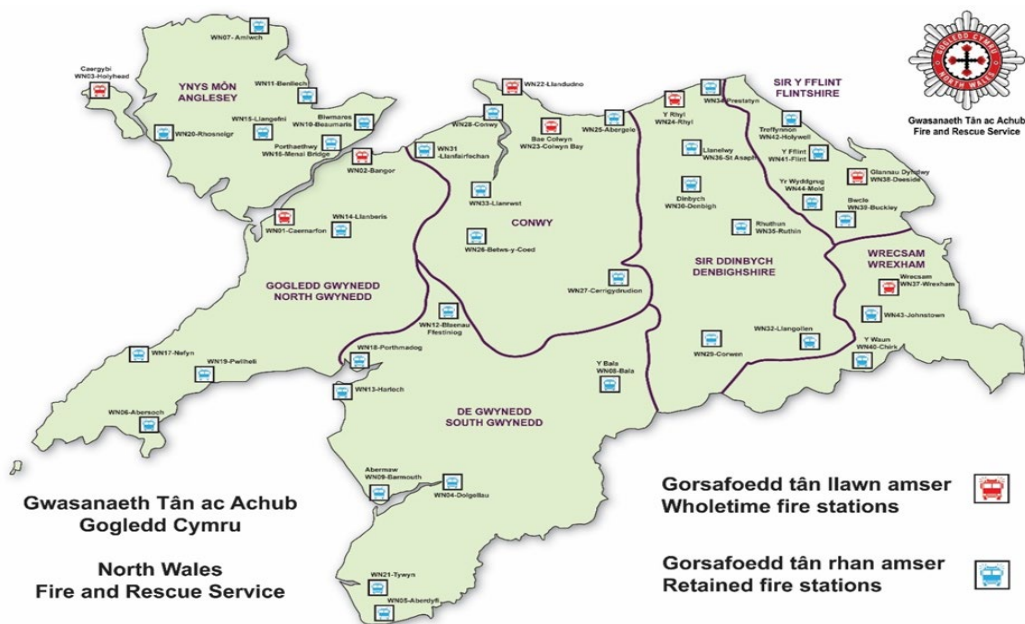 WN07- Amlwch
Caergybi
WN03-Holyhead
YNYS MÔN
ANGLESEY
WN11-Benllech
WN15-Llangefni
Biwmares
WN10-Beaumaris
WN20-Rhosneigr
Porthaethwy
WN16-Menai Bridge
WN02-Bangor
WN22-Llandudno
WN28-Conwy
Bae Colwyn
WN23-Colwyn Bay
WN25-Abergele
Y Rhyl
WN24-Rhyl
WN34-Prestatyn
SIR Y FFLINT
FLINTSHIRE
Treffynnon
WN42-Holywell
Y Fflint
WN41-Flint
Glannau Dyfrdwy
WN38-Deeside
Yr Wyddgrug
WN44-Mold
Bwcle
WN39-Buckley
WN31
-Llanfairfechan
WN33-Llanrwst
Llanelwy
WN36-St Asaph
Dinbych
WN30-Denbigh
Rhuthun
WN35-Ruthin
WN01-Caernarfon
WN14-Llanberis
CONWY
WN26-Betws-y-Coed
WN27-Cerrigydrudion
SIR DDINBYCH
DENBIGHSHIRE
WRECSAM
WREXHAM
Wrecsam
WN37-Wrexham
WN43-Johnstown
Y Waun
WN40-Chirk
WN32-Llangollen
WN29-Corwen
GOGLEDD GWYNEDD
NORTH GWYNEDD
WN12-Blaenau
Ffestiniog
WN17-Nefyn
WN19-Pwllheli
WN18-Porthmadog
WN13-Harlech
WN06-Abersoch
Y Bala
WN08-Bala
DE GWYNEDD
SOUTH GWYNEDD
Abermaw
WN09-Barmouth
WN04-Dolgellau
WN21-Tywyn
WN05-Aberdyfi
GOGLEDD CYMRU
NORTH WALES
Gwasanaeth Tân ac Achub
Fire and Rescue Service
Gwasanaeth Tân ac Achub
Gogledd Cymru
North Wales
Fire and Rescue Service
Gorsafoedd tân llawn amser
Wholetime fire stations
Gorsafoedd tân rhan amser
Retained fire stations